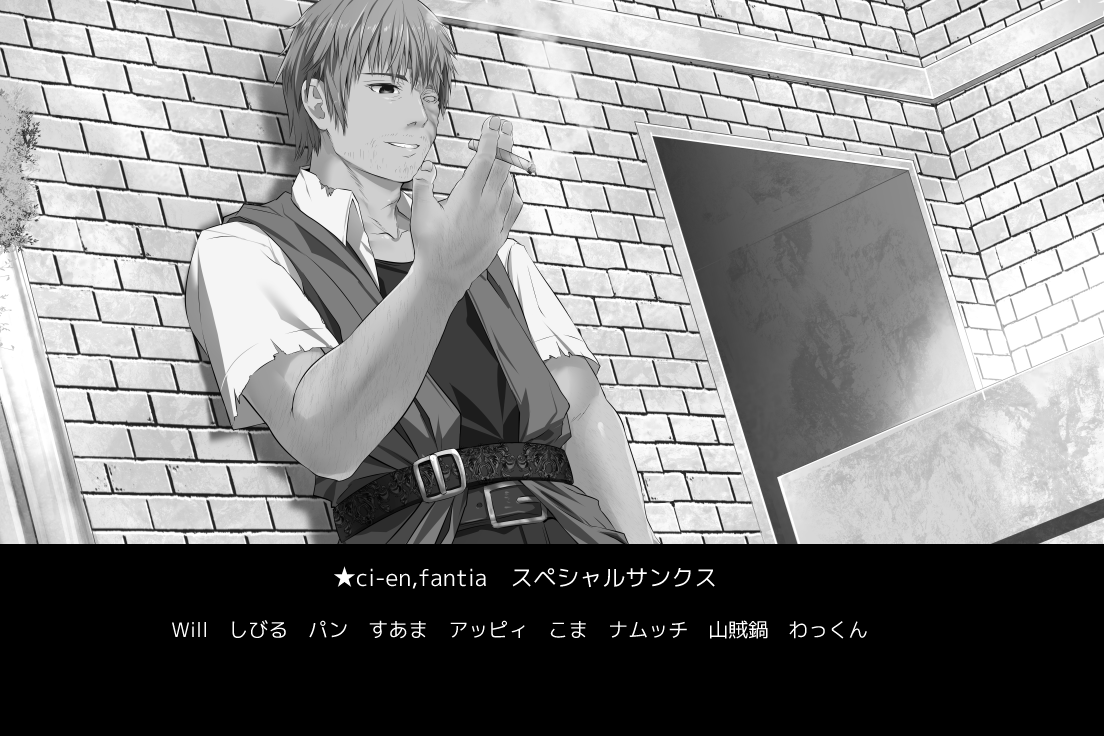 ★ci-en,fantia　スペシャルサンクス
Will　しびる　パン　すあま　アッピィ　こま　ナムッチ　山賊鍋　わっくん